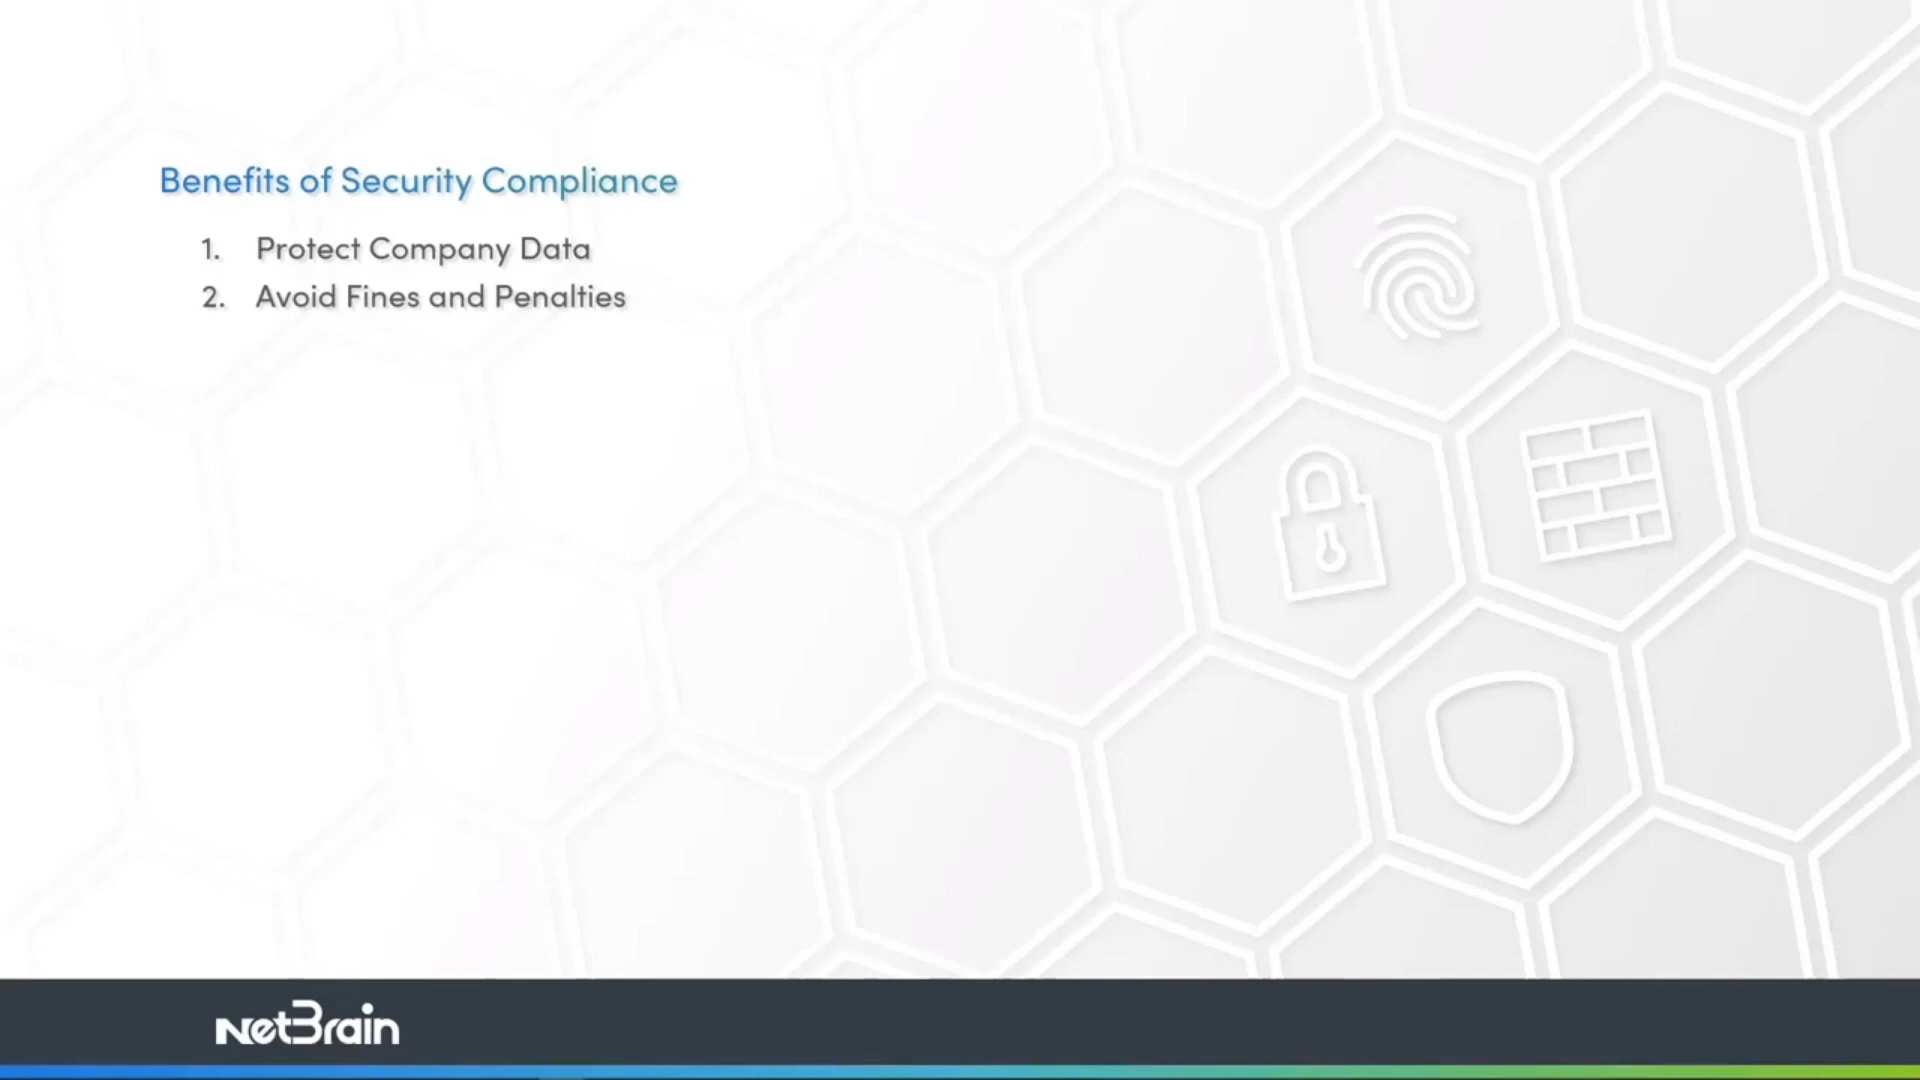 Benefits of Security Compliance
1. Protect Company Data
2. Avoid Fines and Penalties
NetBrain